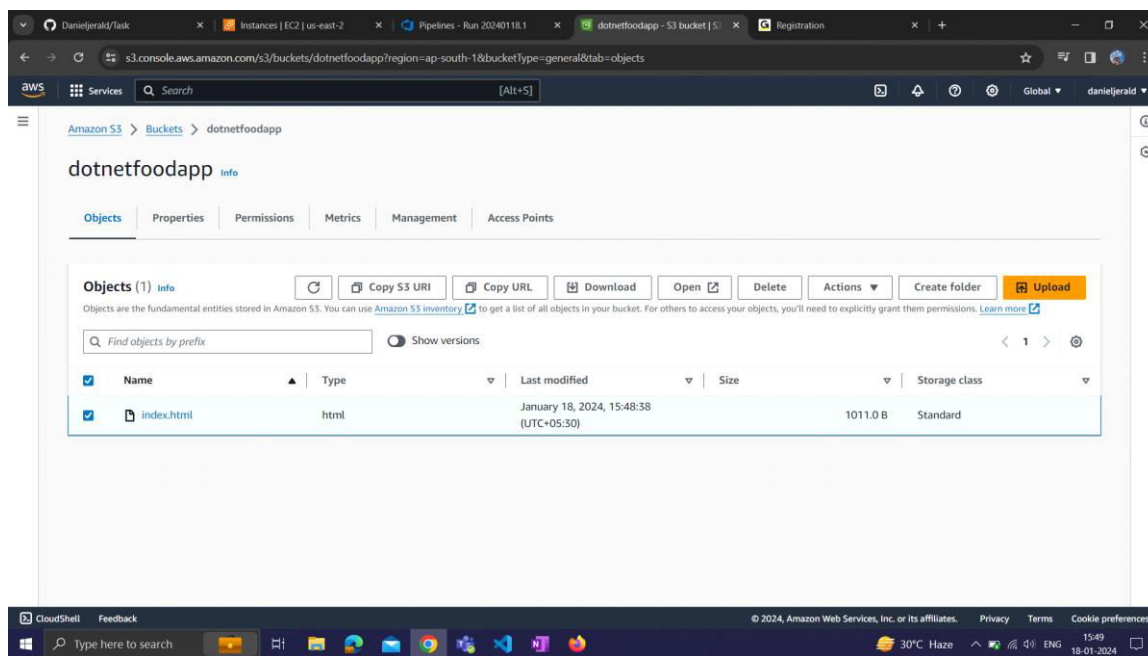 Danieljerald/Task
Instances | EC2 | us-east-2
Pipelines - Run 20240118.1
dotnetfoodapp - S3 bucket | S3
Registration
s3.console.aws.amazon.com/s3/buckets/dotnetfoodapp?region=ap-south-1&bucketType=general&tab=objects
aws Services Search [Alt+S] Global danieljerald
Amazon S3 > Buckets > dotnetfoodapp
dotnetfoodapp Info
Objects Properties Permissions Metrics Management Access Points
Objects (1) Info Copy S3 URI Copy URL Download Open Delete Actions Create folder Upload
Objects are the fundamental entities stored in Amazon S3. You can use Amazon S3 inventory to get a list of all objects in your bucket. For others to access your objects, you'll need to explicitly grant them permissions. Learn more
Find objects by prefix Show versions 1
Name Type Last modified Size Storage class
index.html html January 18, 2024, 15:48:38 (UTC+05:30) 1011.0 B Standard
CloudShell Feedback © 2024, Amazon Web Services, Inc. or its affiliates. Privacy Terms Cookie preferences
Type here to search 30°C Haze ENG 15:49
18-01-2024